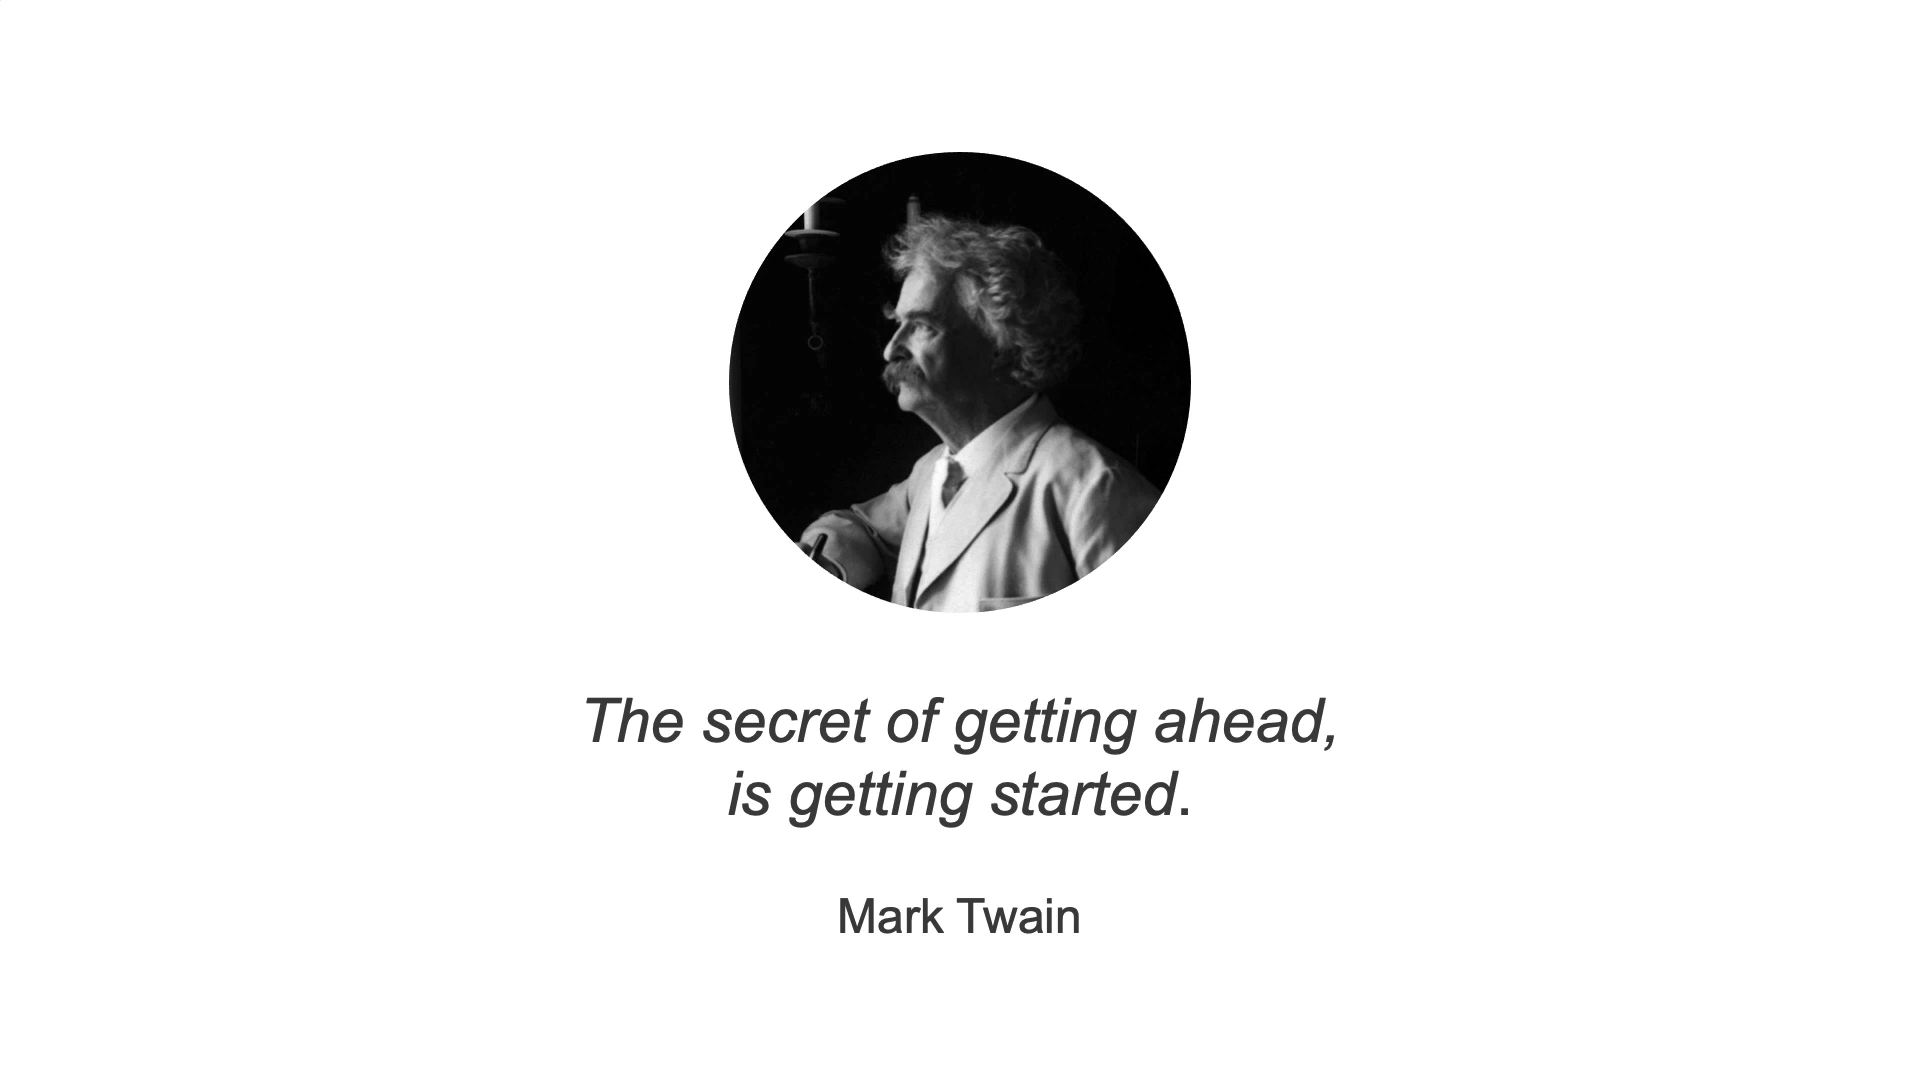 The secret of getting ahead,
is getting started.
Mark Twain